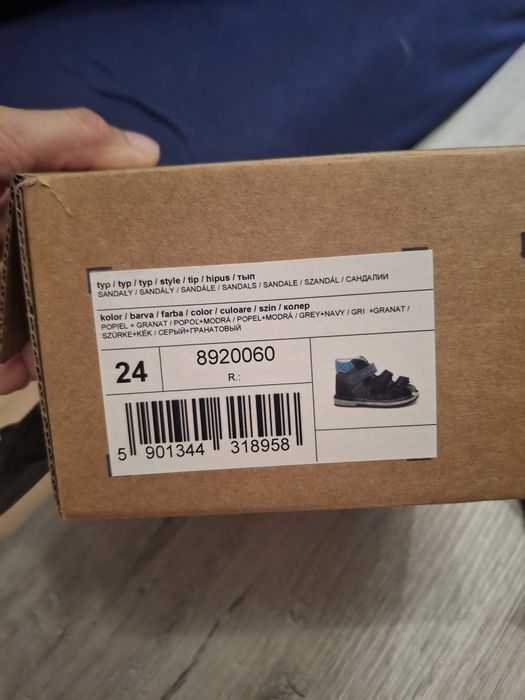 typ / typ / typ / style / tip / hipus / тып
SANDAŁY / SANDÁLY / SANDÁLE / SANDALS / SANDALE / SZANDÁL / САНДАЛИИ
kolor / barva / farba / color / culoare / szin / колер
POPIEL + GRANAT / POPOL+MODRÁ / POPEL+MODRÁ / GREY+NAVY / GRI +GRANAT /
SZÜRKE+KÉK / СЕРЫЙ+ГРАНАТОВЫЙ
24
8920060
R.:
5 901344 318958